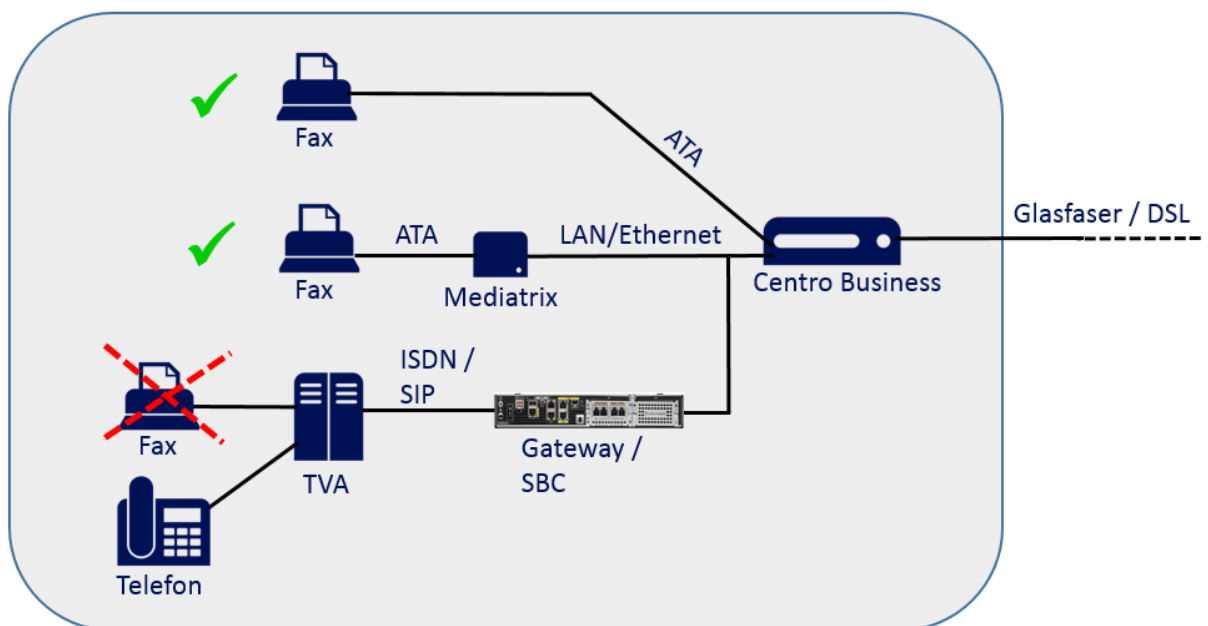 Fax
ATA
Glasfaser / DSL
ATA
LAN/Ethernet
Fax
Mediatrix
Centro Business
ISDN /
SIP
Fax
TVA
Gateway /
SBC
Telefon